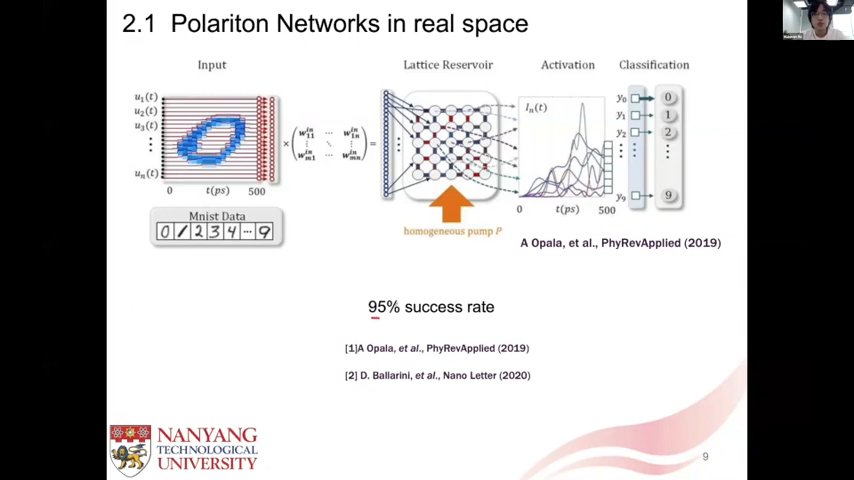 2.1 Polariton Networks in real space
Input
Lattice Reservoir
Activation
Classification
u₁(t)
u₂(t)
u₃(t)
uₙ(t)
0 t(ps) 500
Mnist Data
0 1 2 3 4 ... 9
× =
homogeneous pump P
Iₙ(t)
0 t(ps) 500
y₀ 0
y₁ 1
y₂ 2
y₉ 9
A Opala, et al., PhyRevApplied (2019)
95% success rate
[1]A Opala, et al., PhyRevApplied (2019)
[2] D. Ballarini, et al., Nano Letter (2020)
NANYANG
TECHNOLOGICAL
UNIVERSITY
9